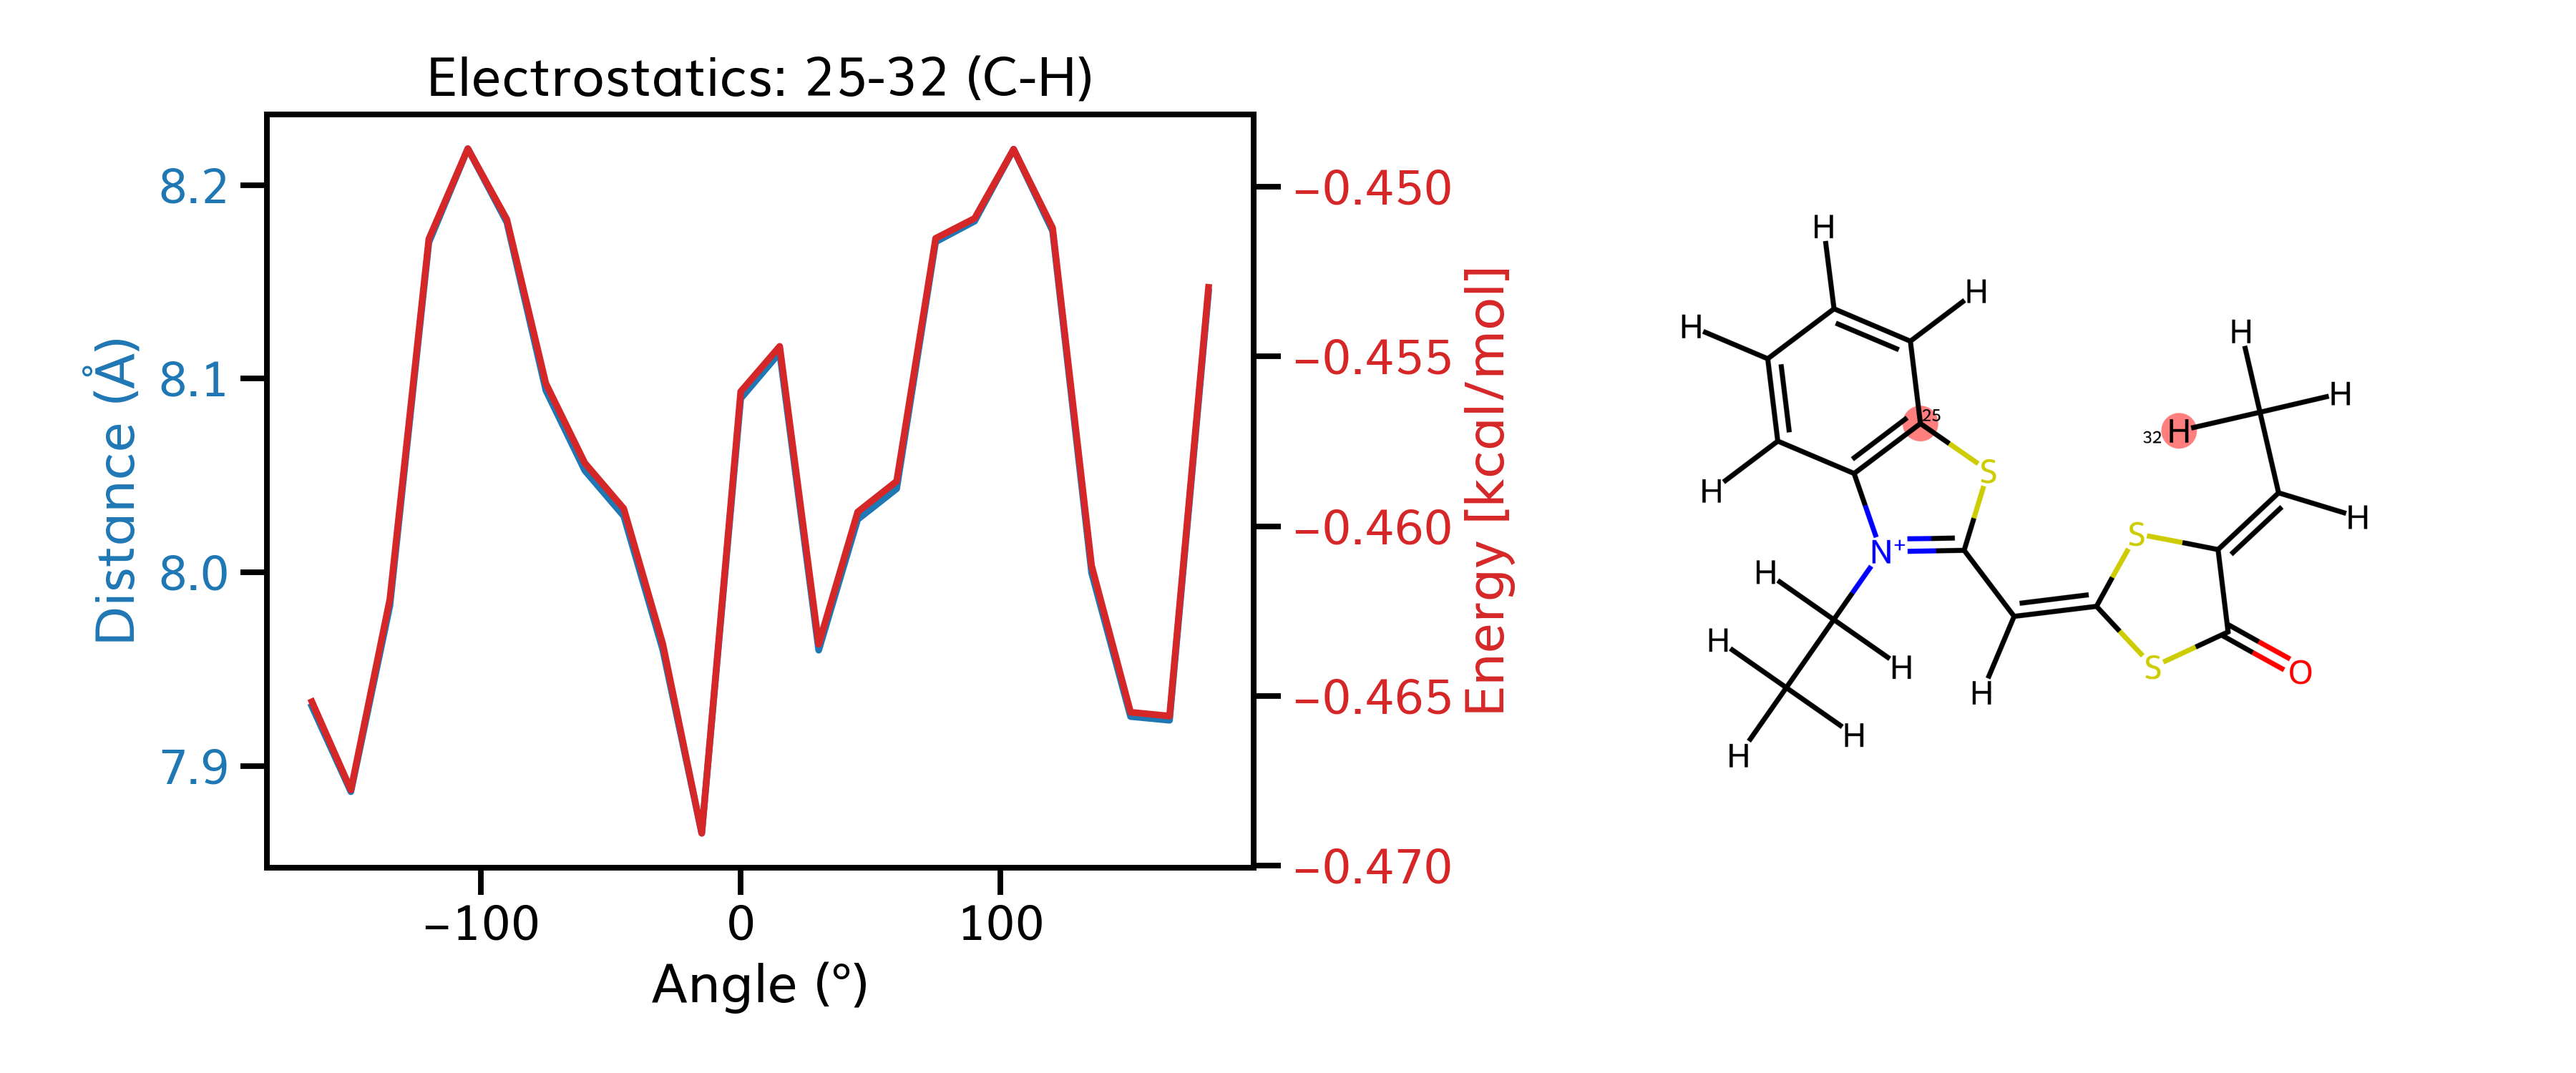 Electrostatics: 25-32 (C-H)
8.2
8.1
8.0
7.9
Distance (Å)
−100
0
100
Angle (°)
−0.450
−0.455
−0.460
−0.465
−0.470
Energy [kcal/mol]
H
H
H
H
25
32 H
H
H
S
H
H
N⁺
S
H
H
H
S
O
H
H
H
H